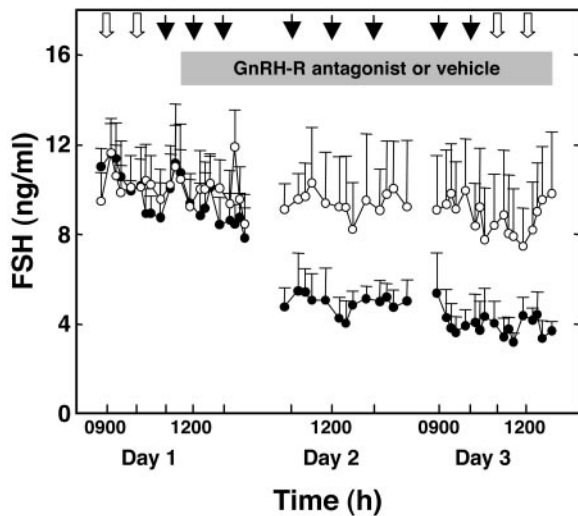 16
GnRH-R antagonist or vehicle
12
8
4
0
FSH (ng/ml)
0900 1200 1200 0900 1200
Day 1 Day 2 Day 3
Time (h)